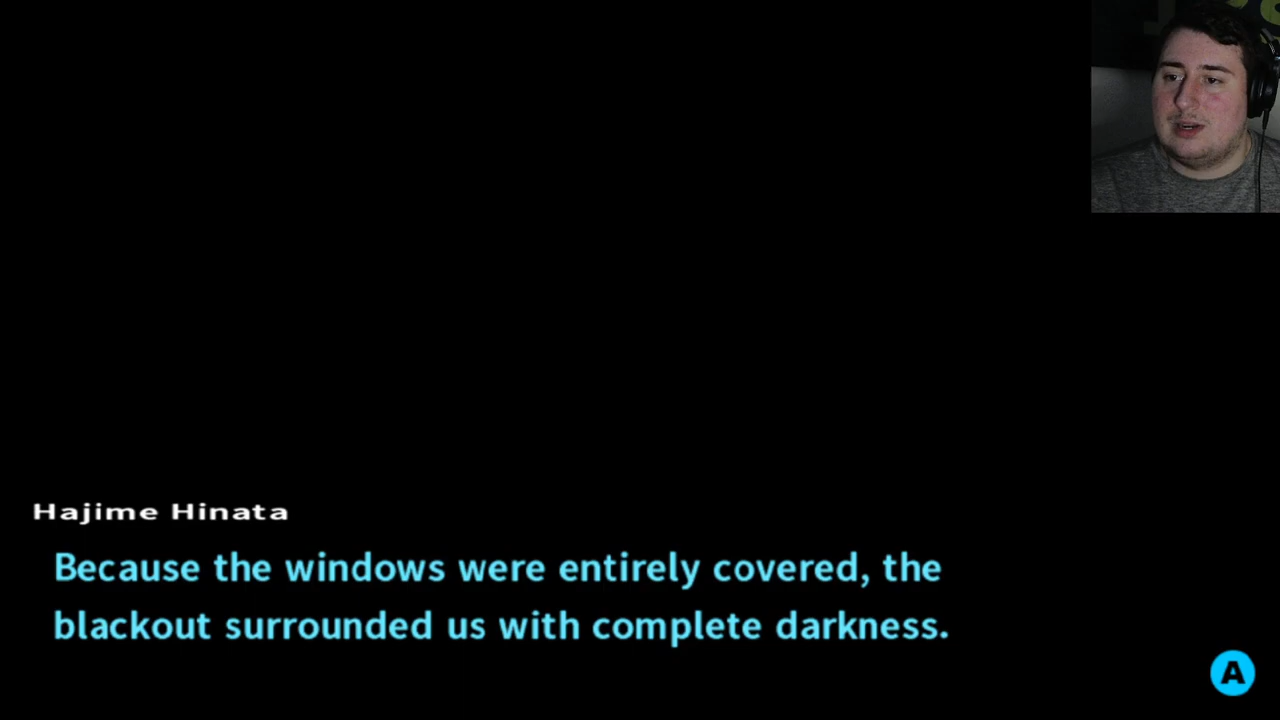 Hajime Hinata
Because the windows were entirely covered, the
blackout surrounded us with complete darkness.
A